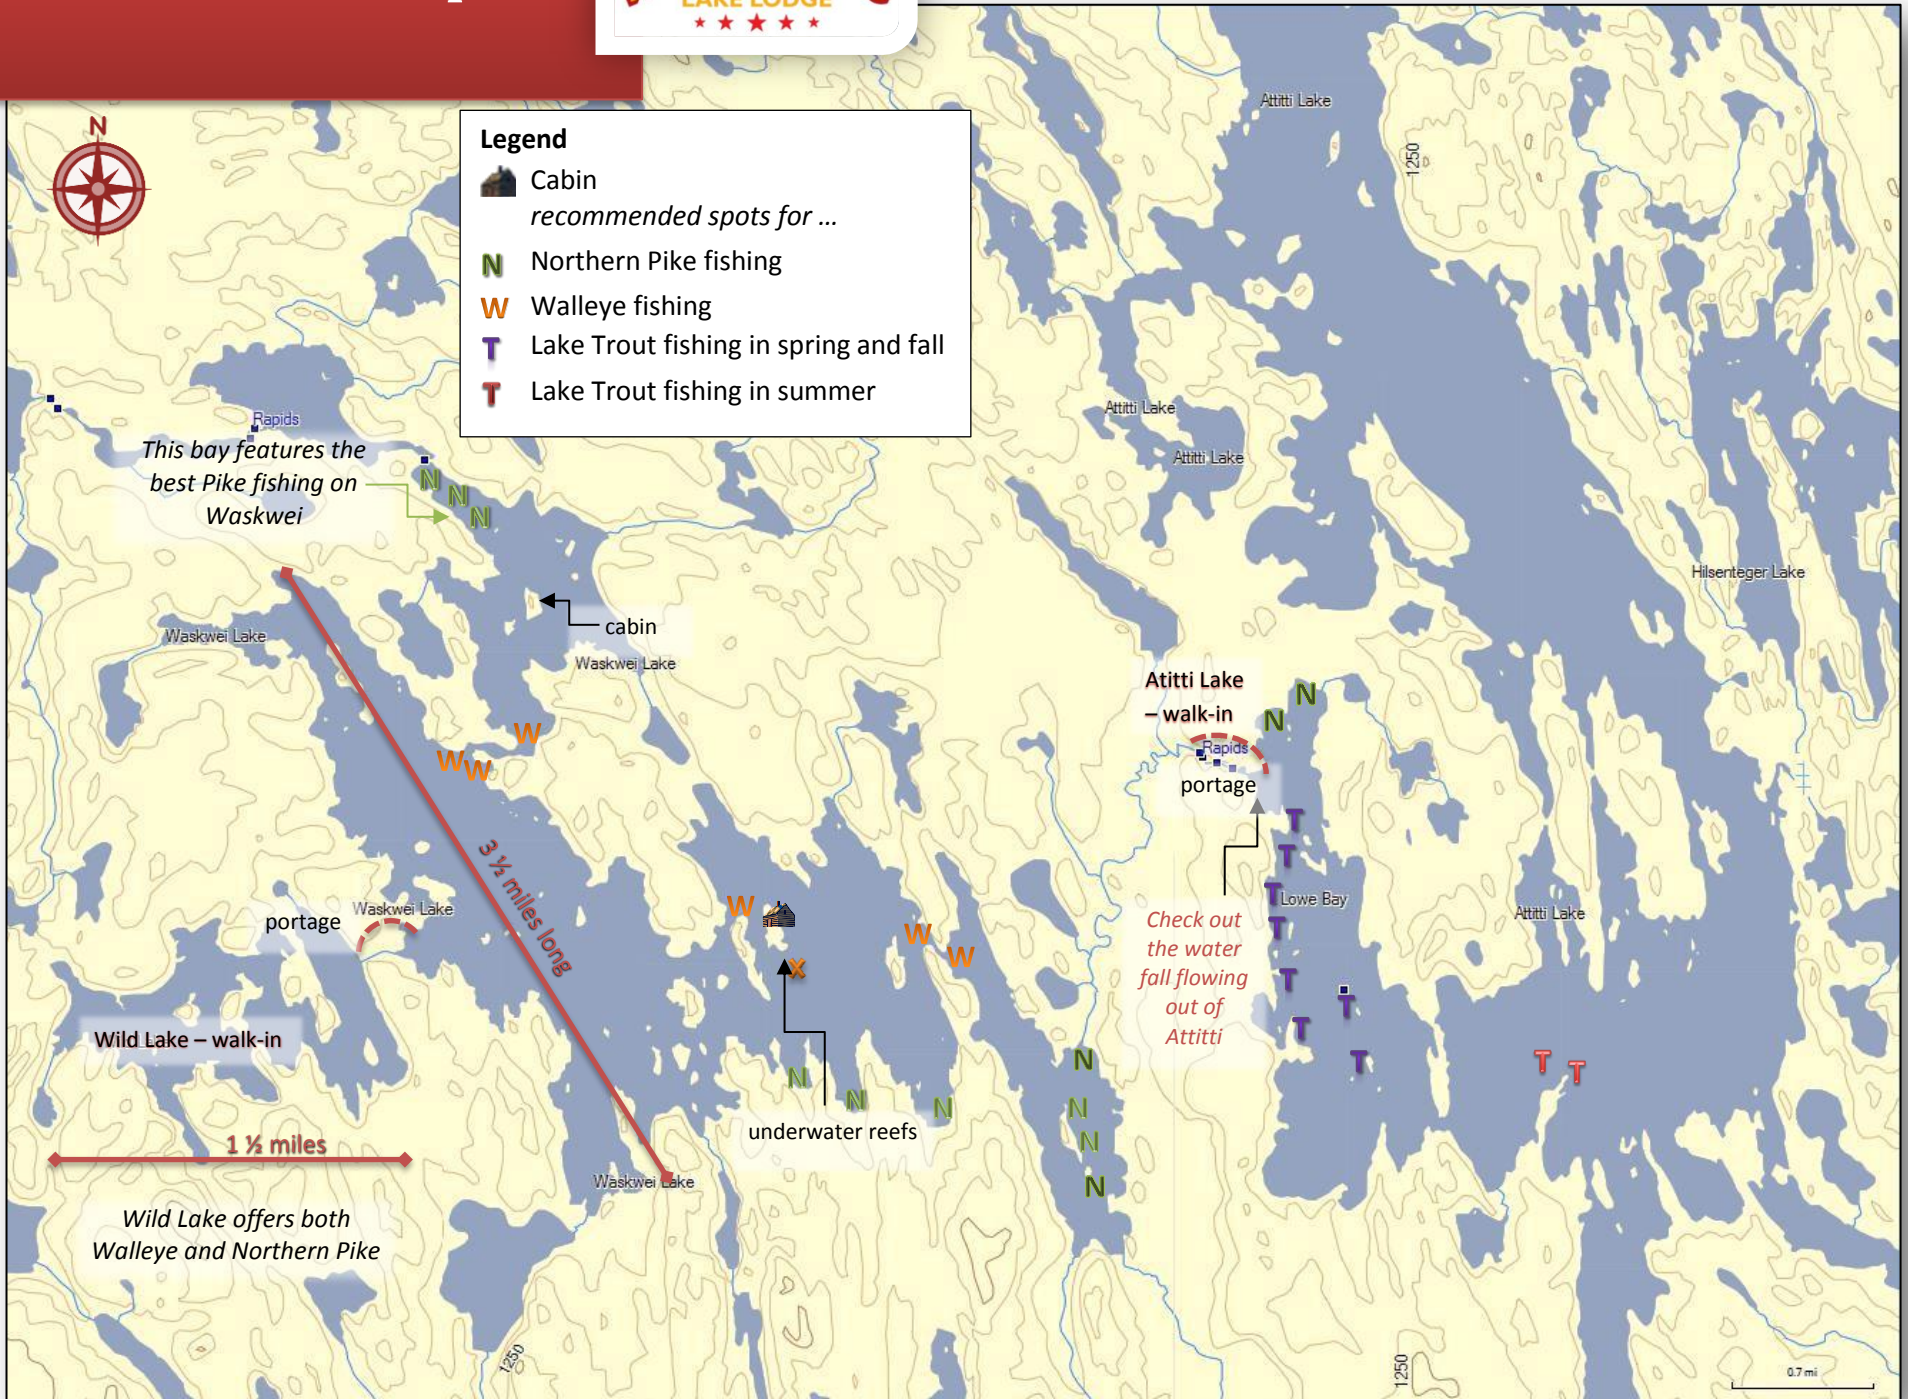 LAKE LODGE
N
Legend
Cabin
recommended spots for ...
N Northern Pike fishing
W Walleye fishing
T Lake Trout fishing in spring and fall
T Lake Trout fishing in summer
Attitti Lake
1250
Attitti Lake
Attitti Lake
Rapids
This bay features the
best Pike fishing on
Waskwei
N
N
N
Hilsenteger Lake
cabin
Waskwei Lake
Waskwei Lake
Atitti Lake
– walk-in
N
N
Rapids
portage
W
W
W
T
T
T
T
T
T
T
T
Lowe Bay
3 ½ miles long
Waskwei Lake
portage
W
X
W
W
Check out
the water
fall flowing
out of
Attitti
Attitti Lake
T
T
Wild Lake – walk-in
N
N
N
N
N
N
N
underwater reefs
1 ½ miles
Waskwei Lake
Wild Lake offers both
Walleye and Northern Pike
1250
1250
0.7 mi